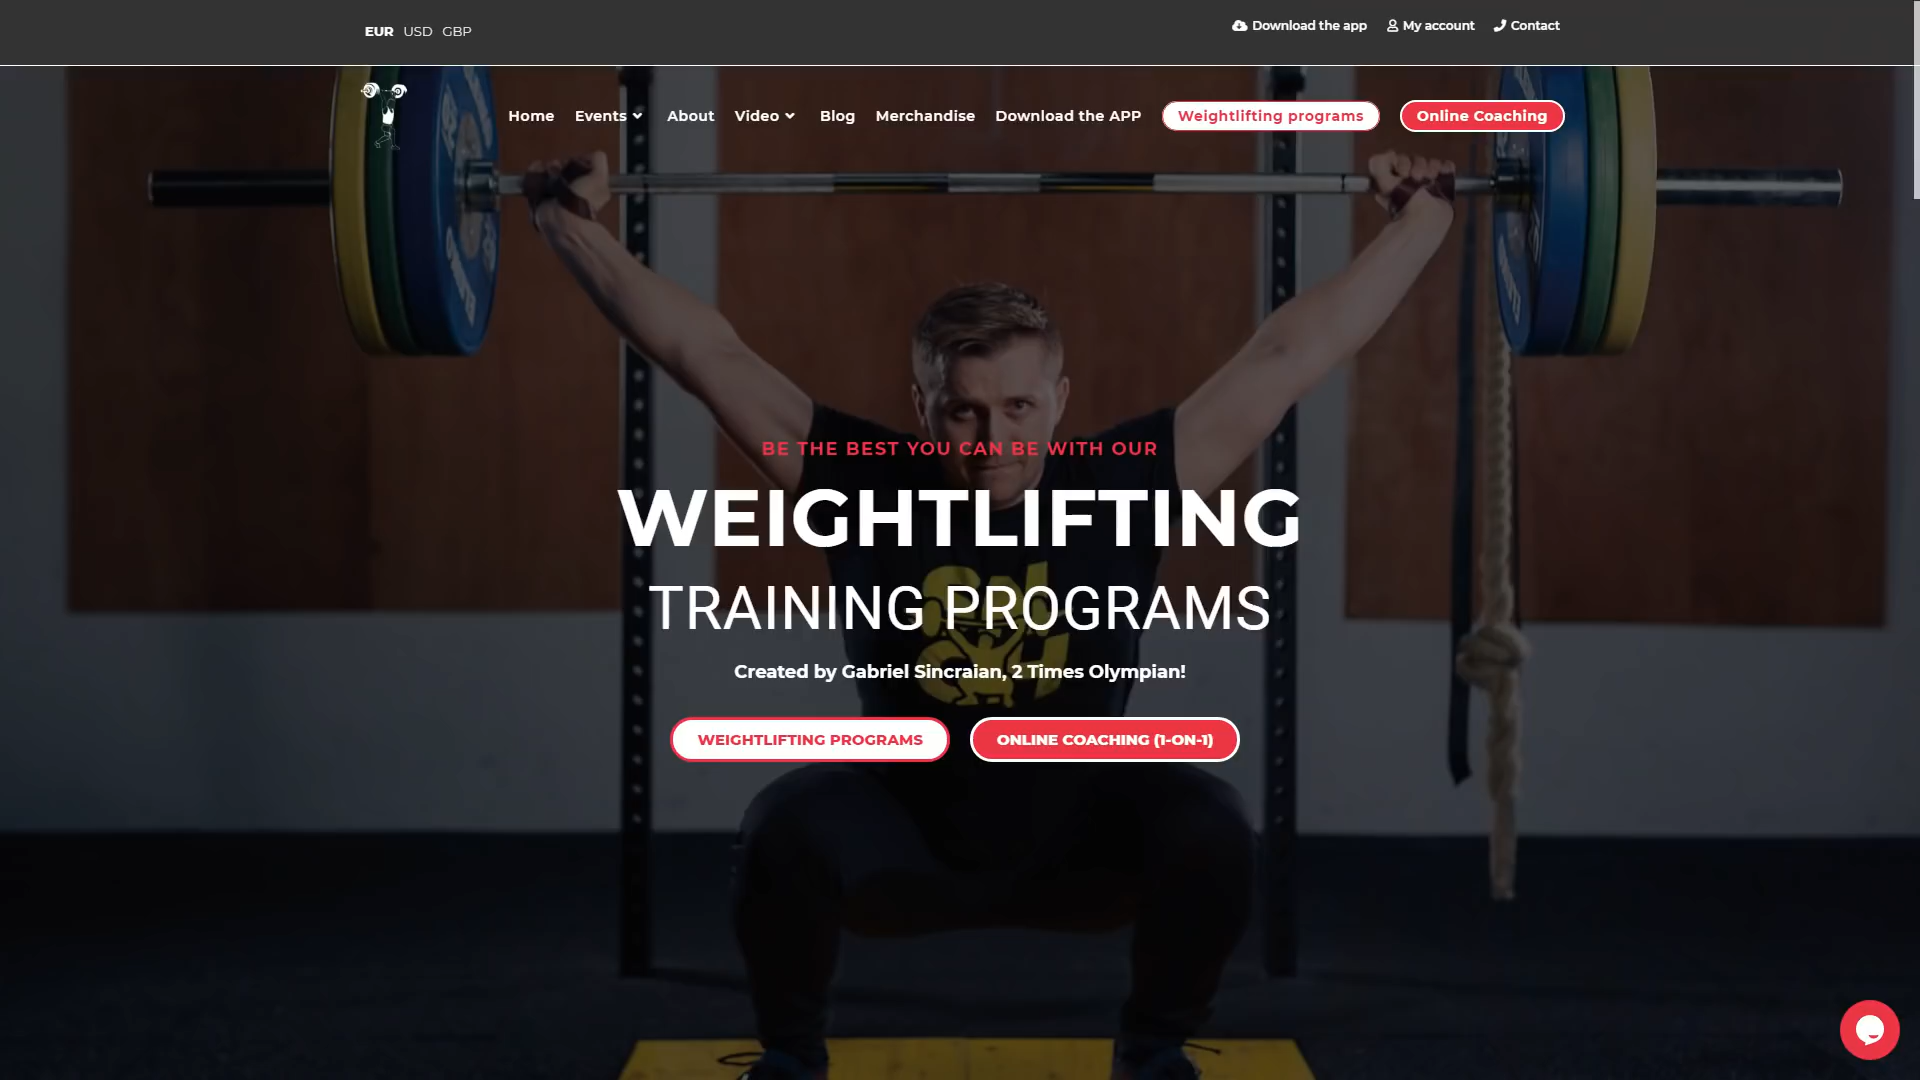 EUR USD GBP
Download the app My account Contact
Home Events About Video Blog Merchandise Download the APP Weightlifting programs Online Coaching
BE THE BEST YOU CAN BE WITH OUR
WEIGHTLIFTING
TRAINING PROGRAMS
Created by Gabriel Sincraian, 2 Times Olympian!
WEIGHTLIFTING PROGRAMS ONLINE COACHING (1-ON-1)